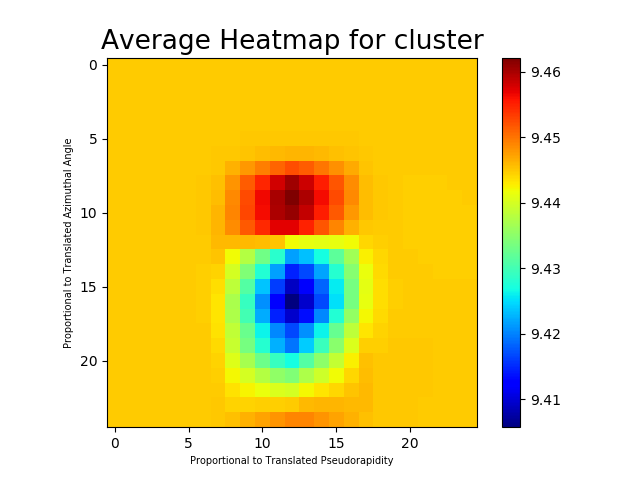 Average Heatmap for cluster
0
5
10
15
20
Proportional to Translated Azimuthal Angle
0 5 10 15 20
Proportional to Translated Pseudorapidity
9.46
9.45
9.44
9.43
9.42
9.41